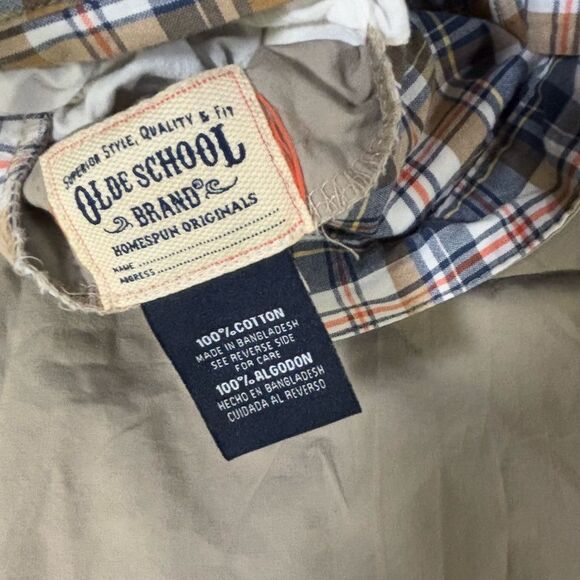 SUPERIOR STYLE, QUALITY & FIT
OLDE SCHOOL
BRAND®
HOMESPUN ORIGINALS
NAME
ADDRESS
100% COTTON
MADE IN BANGLADESH
SEE REVERSE SIDE
FOR CARE
100% ALGODON
HECHO EN BANGLADESH
CUIDADA AL REVERSO